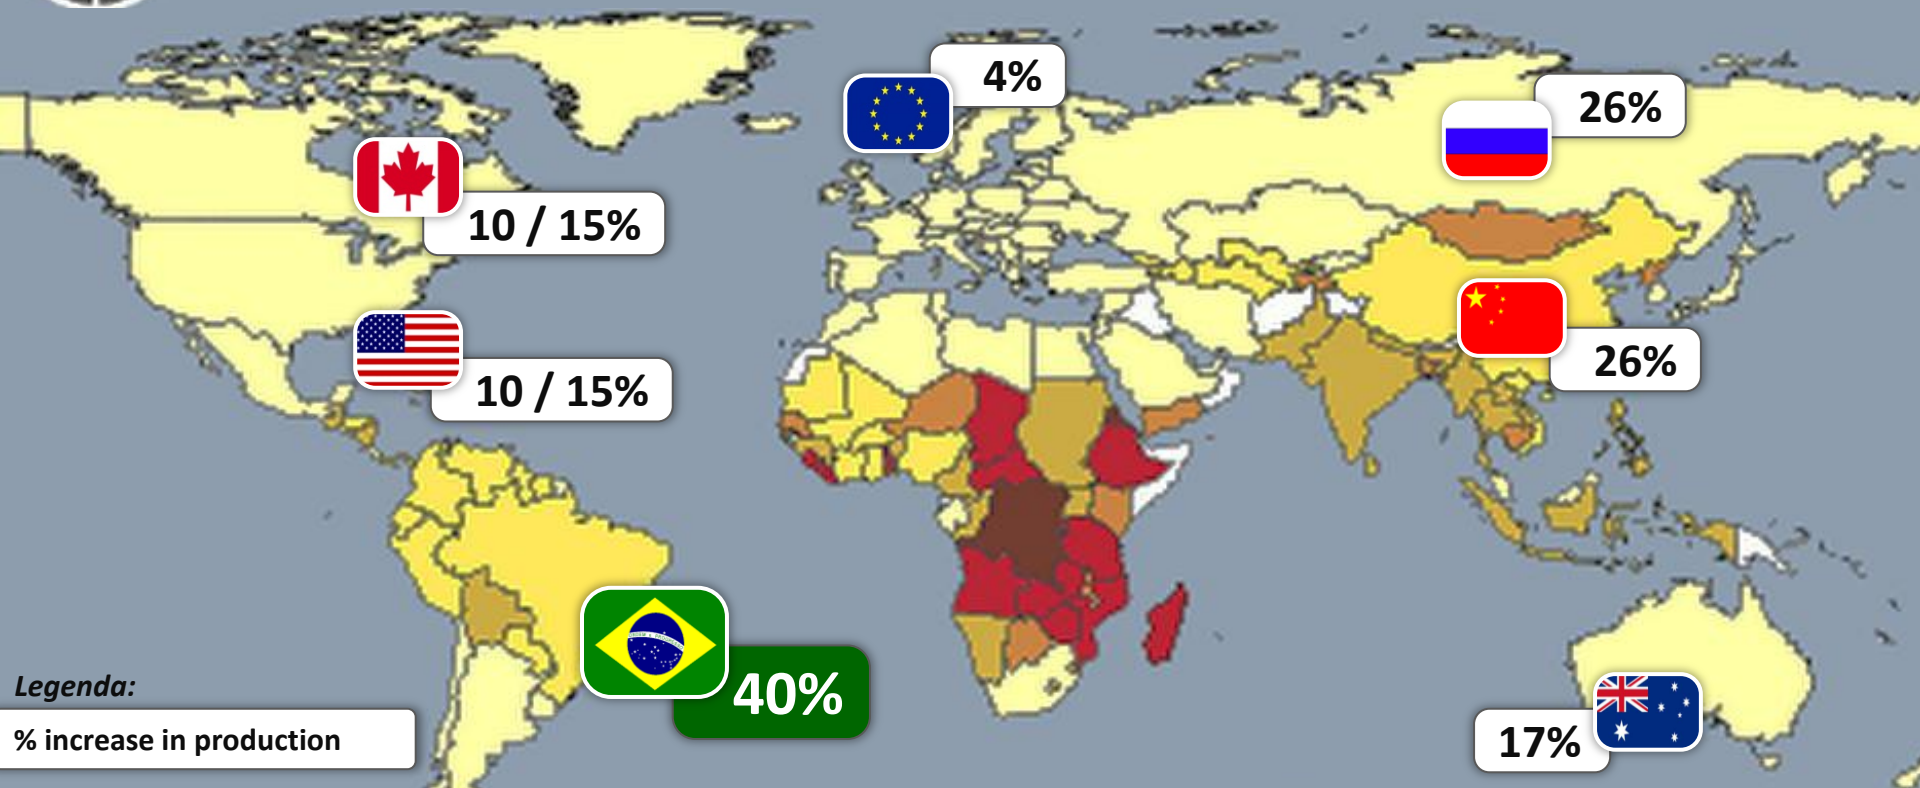 4%
26%
10 / 15%
26%
10 / 15%
40%
Legenda:
% increase in production
17%